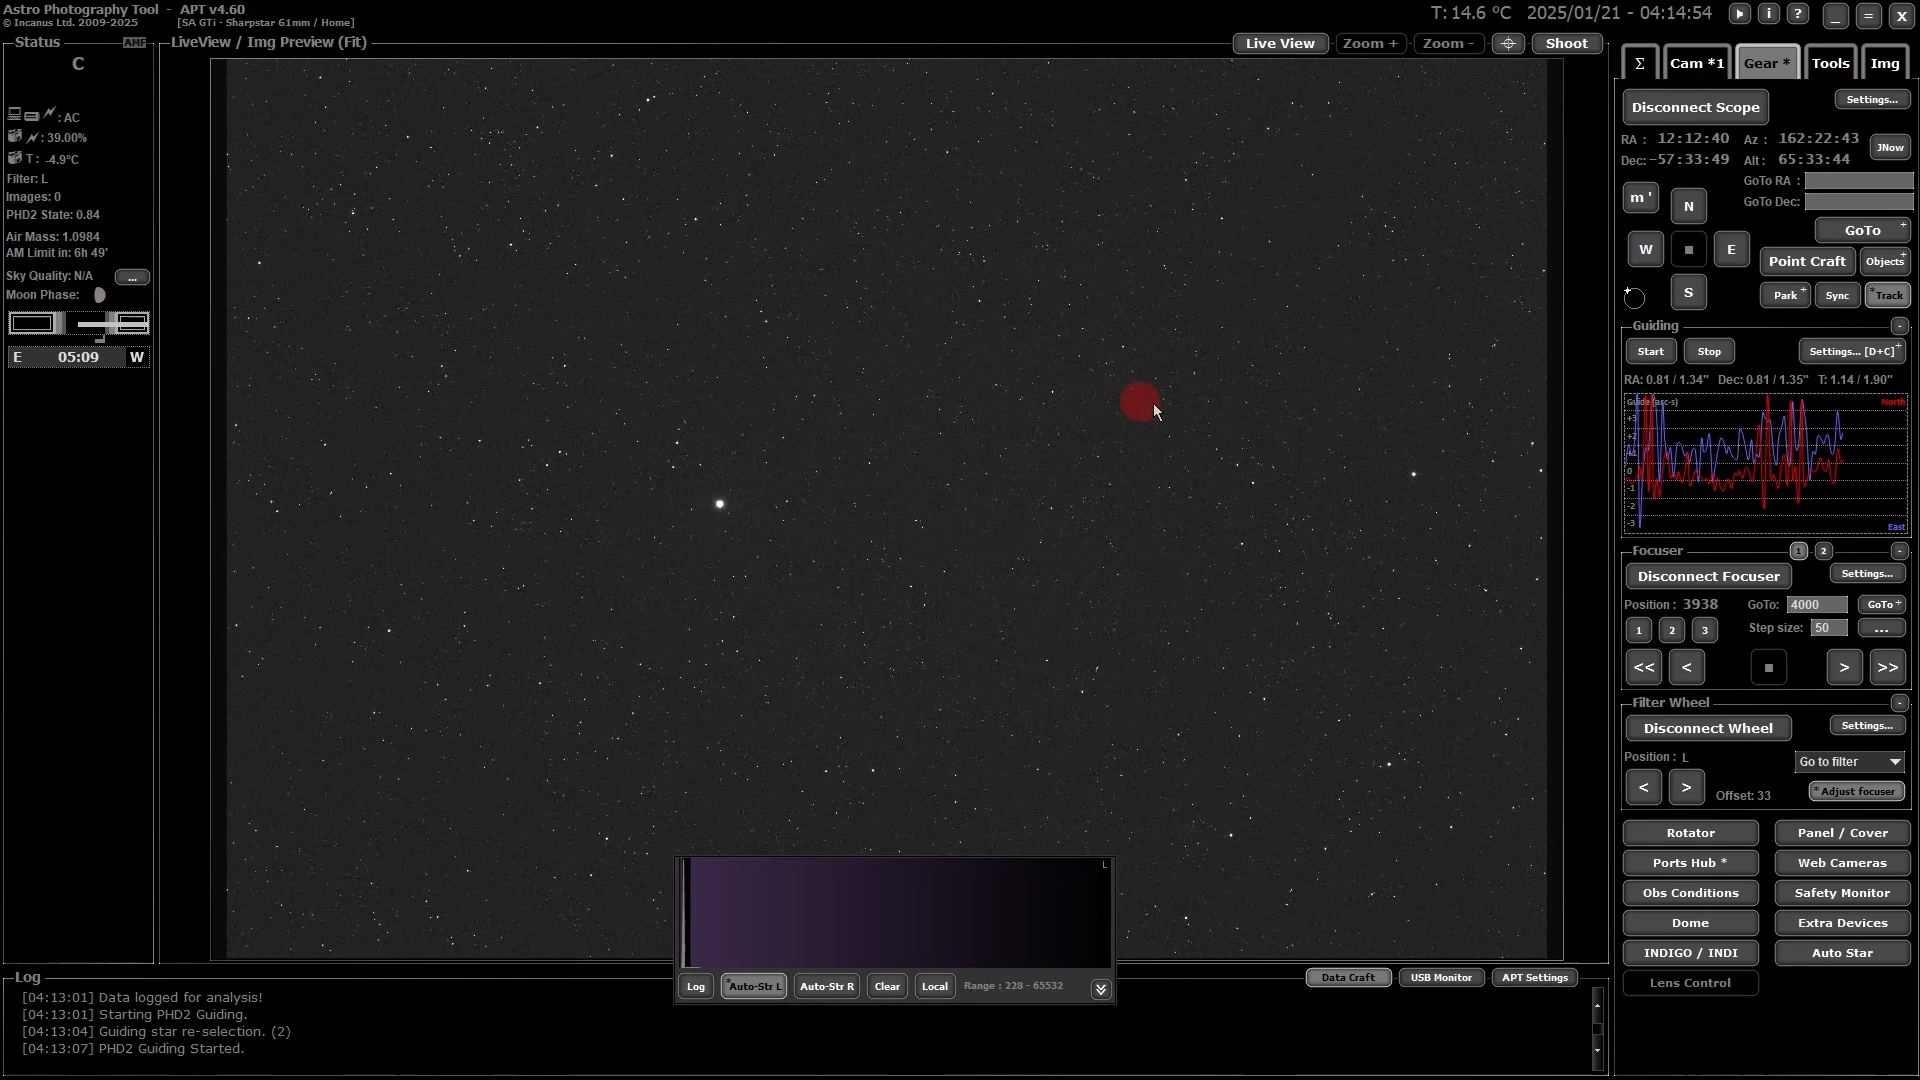 Astro Photography Tool - APT v4.60
© Incanus Ltd. 2009-2025 [SA GTi - Sharpstar 61mm / Home]
T: 14.6 °C 2025/01/21 - 04:14:54
i ? _ = X
Status AMF
C
: AC
: 39.00%
T: -4.9°C
Filter: L
Images: 0
PHD2 State: 0.84
Air Mass: 1.0984
AM Limit in: 6h 49'
Sky Quality: N/A ...
Moon Phase:
E 05:09 W
LiveView / Img Preview (Fit)
Live View Zoom + Zoom - Shoot
L
Log *Auto-Str L Auto-Str R Clear Local Range : 228 - 65532
Log
Data Craft USB Monitor APT Settings
[04:13:01] Data logged for analysis!
[04:13:01] Starting PHD2 Guiding.
[04:13:04] Guiding star re-selection. (2)
[04:13:07] PHD2 Guiding Started.
Σ Cam *1 Gear * Tools Img
Disconnect Scope Settings...
RA : 12:12:40 Az : 162:22:43
Dec: -57:33:49 Alt : 65:33:44
JNow
GoTo RA :
GoTo Dec:
m ' N
W E
S
GoTo +
Point Craft Objects +
Park + Sync *Track
Guiding -
Start Stop Settings... [D+C] +
RA: 0.81 / 1.34" Dec: 0.81 / 1.35" T: 1.14 / 1.90"
Guide (arc-s) North
+3
+2
+1
0
-1
-2
-3
East
Focuser 1 2 -
Disconnect Focuser Settings...
Position : 3938 GoTo: 4000 GoTo +
1 2 3 Step size: 50 ...
<< < > >>
Filter Wheel -
Disconnect Wheel Settings...
Position : L Go to filter
< > Offset: 33 * Adjust focuser
Rotator Panel / Cover
Ports Hub * Web Cameras
Obs Conditions Safety Monitor
Dome Extra Devices
INDIGO / INDI Auto Star
Lens Control